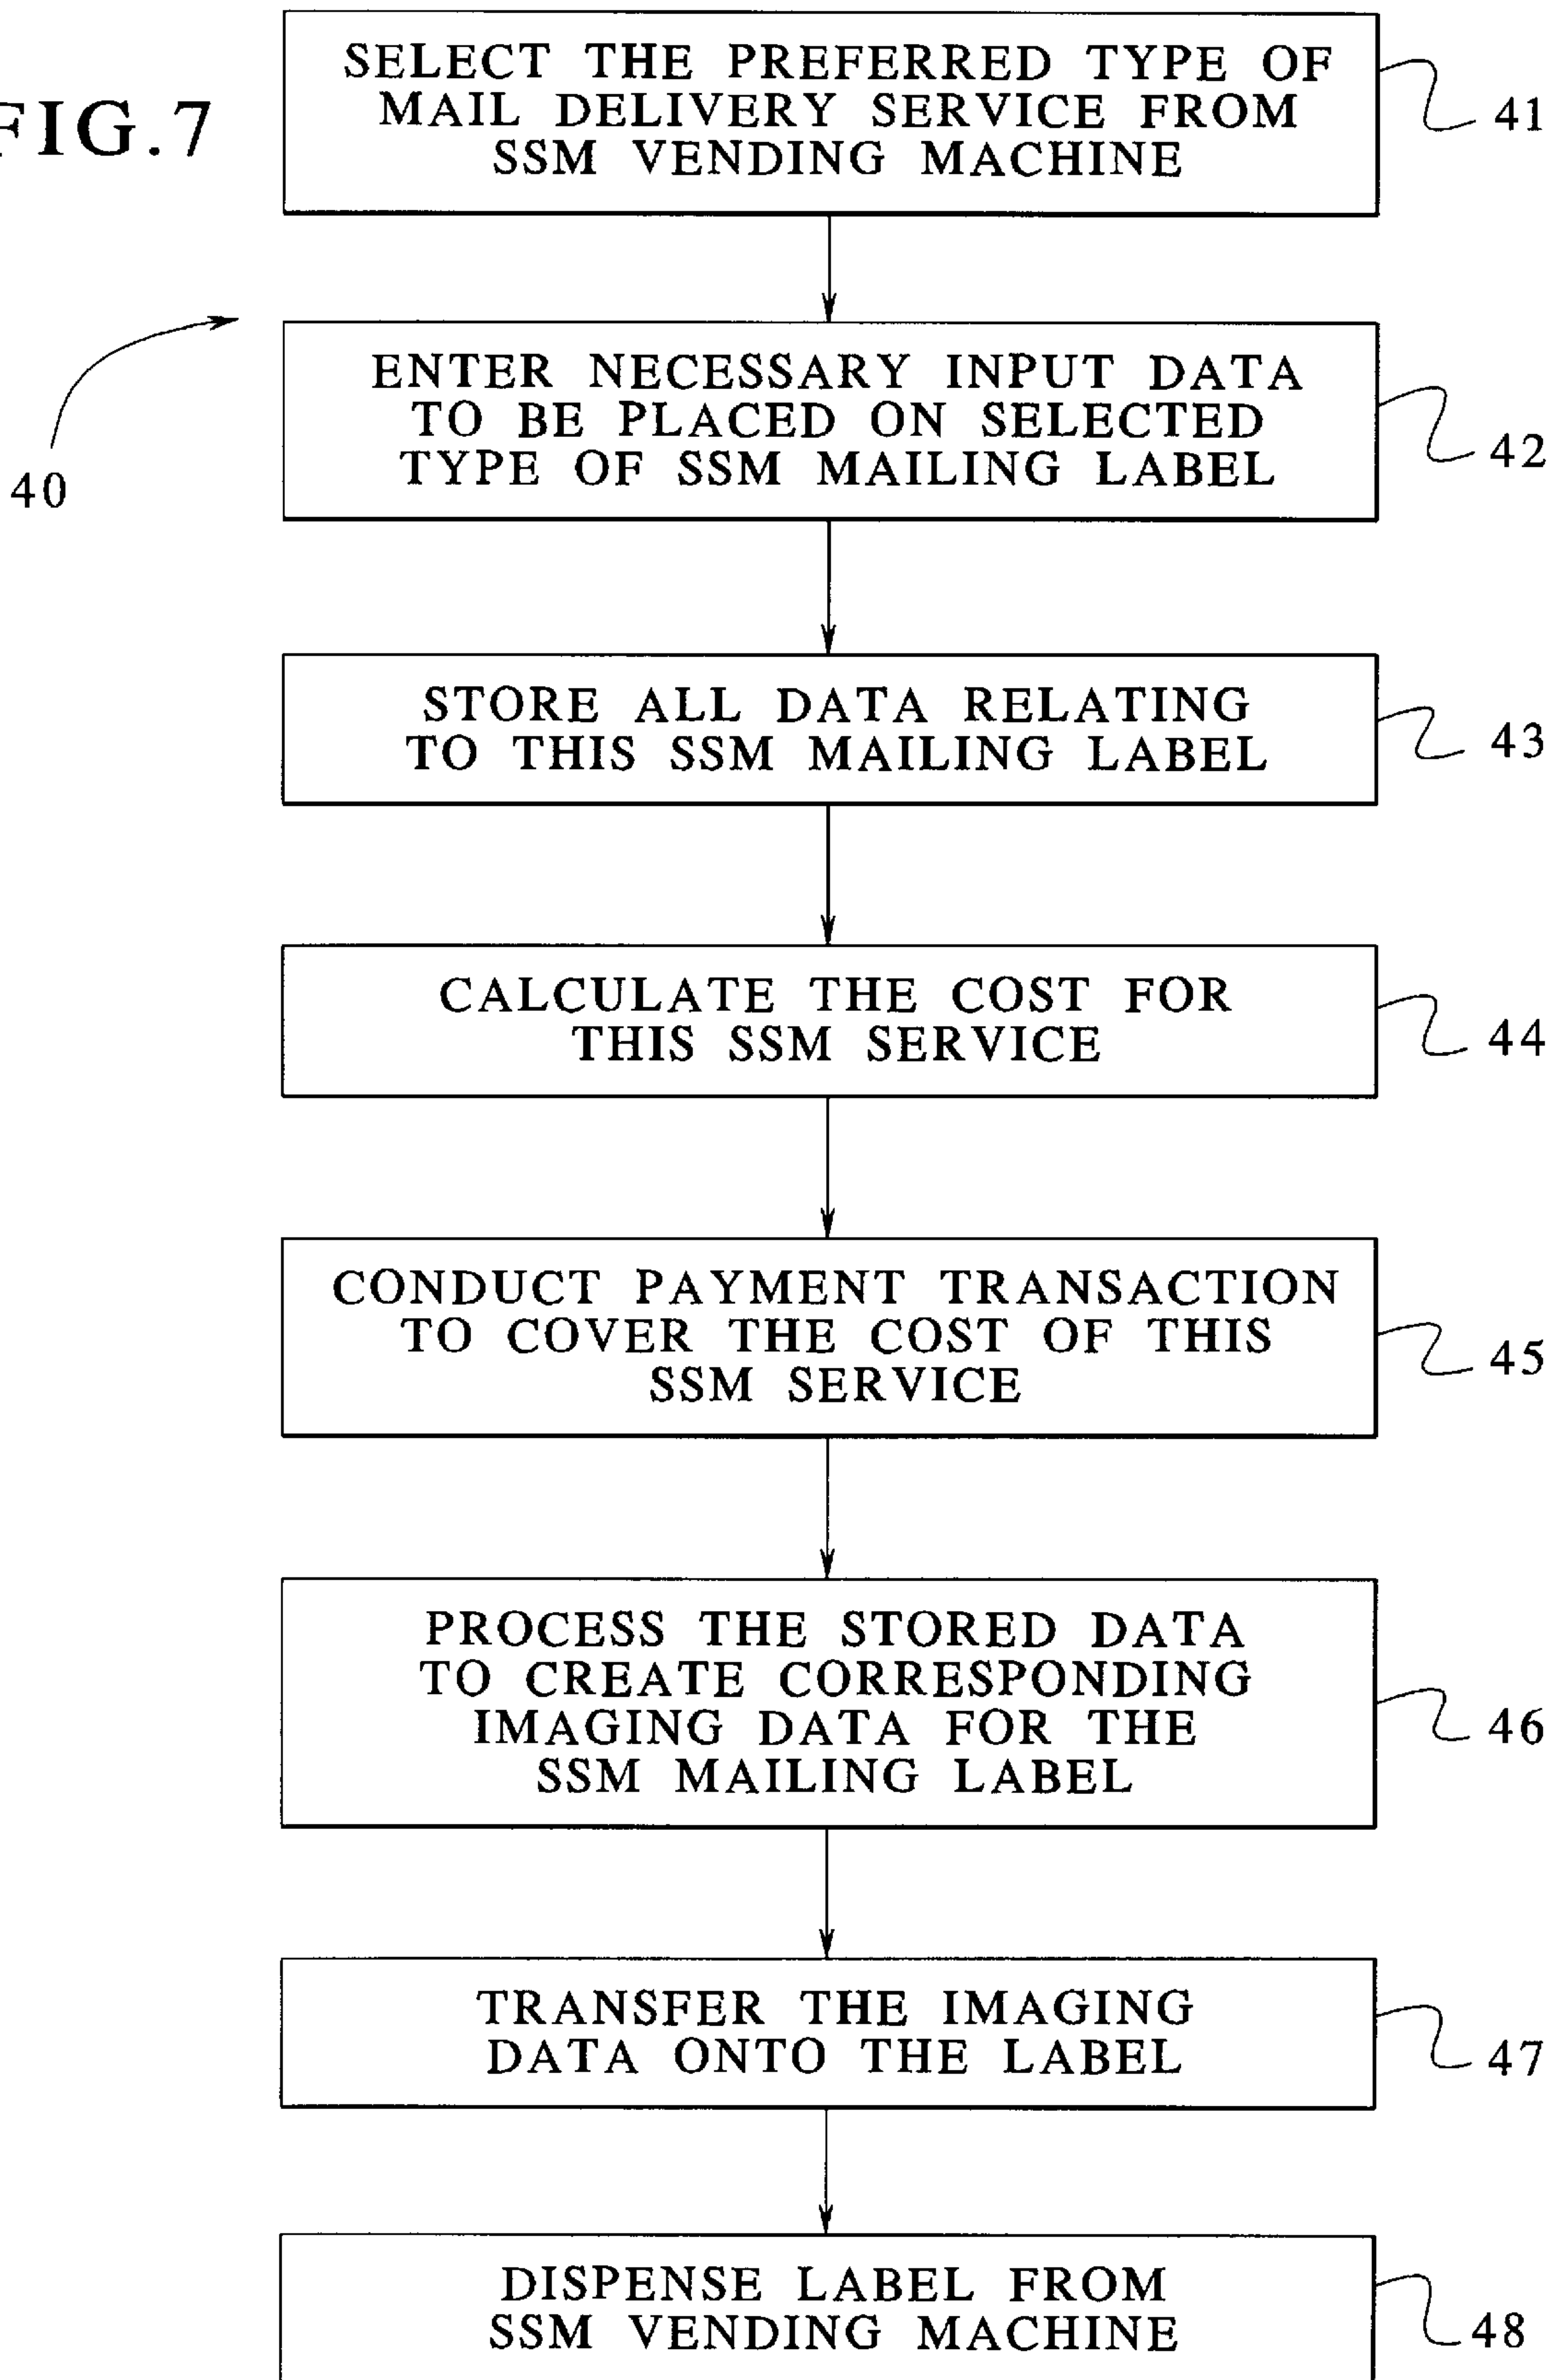 FIG.7
SELECT THE PREFERRED TYPE OF
MAIL DELIVERY SERVICE FROM
SSM VENDING MACHINE
41
40
ENTER NECESSARY INPUT DATA
TO BE PLACED ON SELECTED
TYPE OF SSM MAILING LABEL
42
STORE ALL DATA RELATING
TO THIS SSM MAILING LABEL
43
CALCULATE THE COST FOR
THIS SSM SERVICE
44
CONDUCT PAYMENT TRANSACTION
TO COVER THE COST OF THIS
SSM SERVICE
45
PROCESS THE STORED DATA
TO CREATE CORRESPONDING
IMAGING DATA FOR THE
SSM MAILING LABEL
46
TRANSFER THE IMAGING
DATA ONTO THE LABEL
47
DISPENSE LABEL FROM
SSM VENDING MACHINE
48